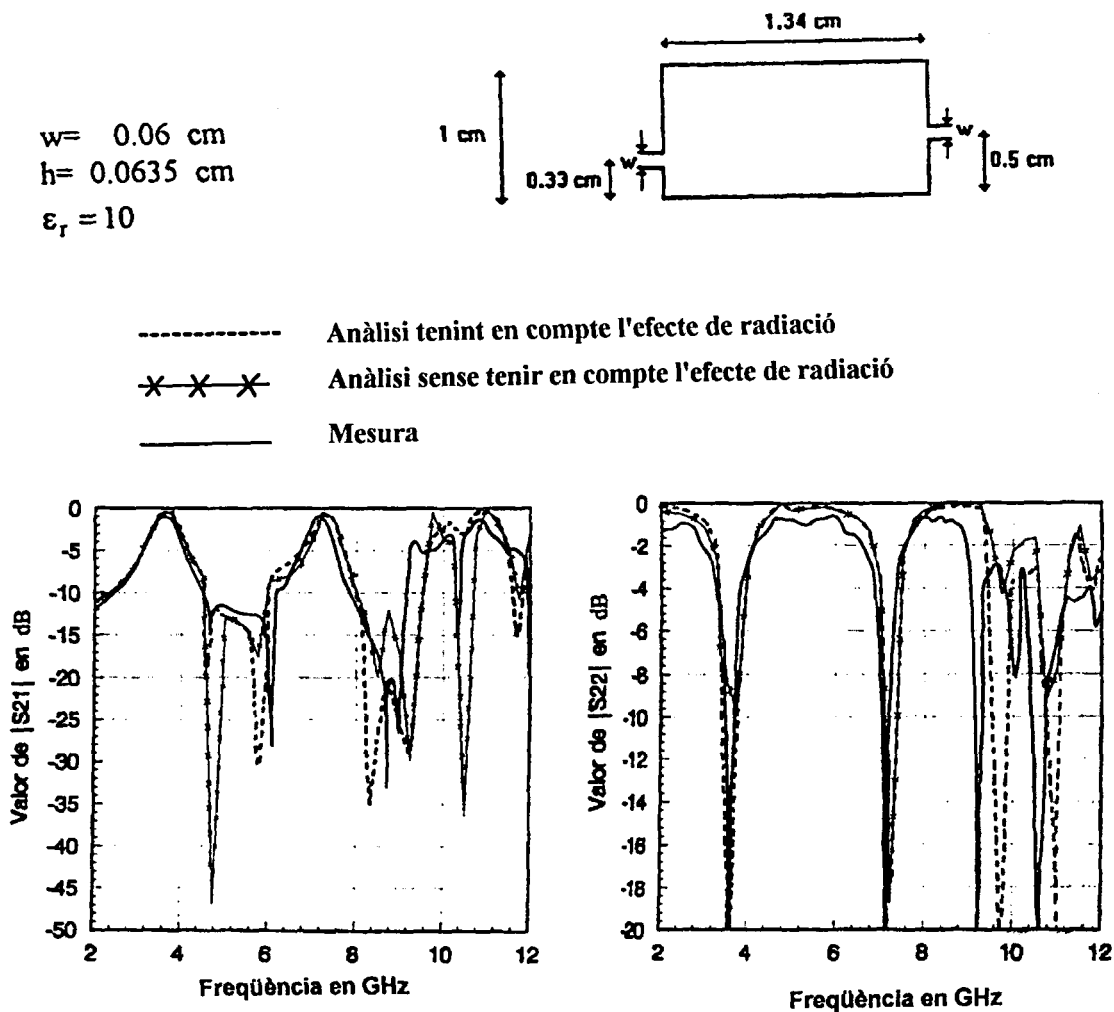 1.34 cm
w= 0.06 cm
h= 0.0635 cm
εr =10
1 cm
w
0.33 cm
w
0.5 cm
Anàlisi tenint en compte l'efecte de radiació
Anàlisi sense tenir en compte l'efecte de radiació
Mesura
Valor de |S21| en dB
0
-5
-10
-15
-20
-25
-30
-35
-40
-45
-50
2 4 6 8 10 12
Freqüència en GHz
Valor de |S22| en dB
0
-2
-4
-6
-8
-10
-12
-14
-16
-18
-20
2 4 6 8 10 12
Freqüència en GHz